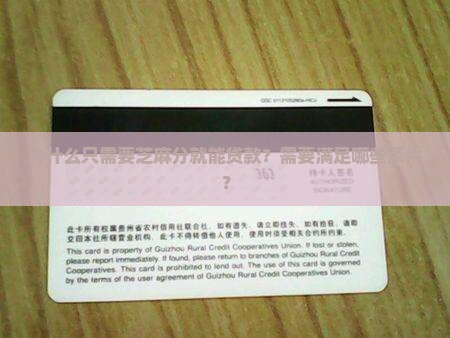 什么只需要芝麻分就能贷款？需要满足哪些
？
363
持卡人签名
AUTHORIZED
SIGNATURE
此卡所有权属贵州省农村信用社联合社，如有遗失，请立即挂失，如有拾获，请即
交回本社所辖营业机构。此卡不得转借他人使用，使用时须受相关合约所约束。
This card is property of Guizhou Rural Credit Cooperatives Union. If lost or stolen,
please report immediately. If found, please return to branches of Guizhou Rural Credit
Cooperatives. This card is prohibited to lend out. The use of this card is governed
by the terms of the user agreement of Guizhou Rural Credit Cooperatives Union.